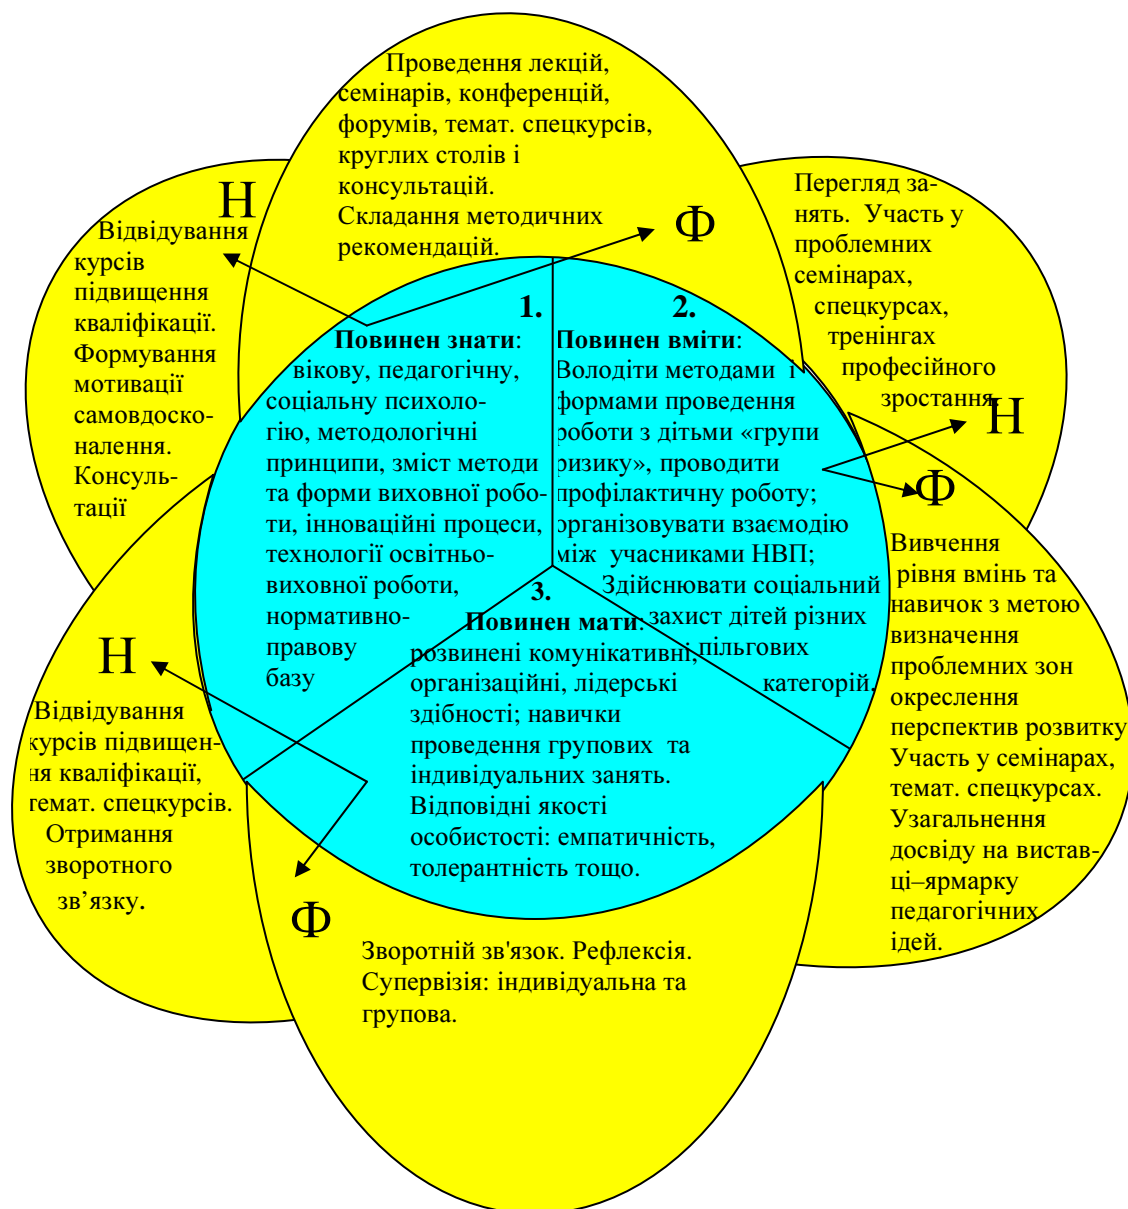 Проведення лекцій,
семінарів, конференцій,
форумів, темат. спецкурсів,
круглих столів і
консультацій.
Складання методичних
рекомендацій.
Ф
Н
Відвідування
курсів
підвищення
кваліфікації.
Формування
мотивації
самовдоско-
налення.
Консуль-
тації
Перегляд за-
нять. Участь у
проблемних
семінарах,
спецкурсах,
тренінгах
професійного
зростання.
Н
1.
Повинен знати:
вікову, педагогічну,
соціальну психоло-
гію, методологічні
принципи, зміст методи
та форми виховної робо-
ти, інноваційні процеси,
технології освітньо-
виховної роботи,
нормативно-
правову
базу
2.
Повинен вміти:
Володіти методами і
формами проведення
роботи з дітьми «групи
ризику», проводити
профілактичну роботу;
організовувати взаємодію
між учасниками НВП;
Здійснювати соціальний
захист дітей різних
пільгових
категорій,
3.
Повинен мати:
розвинені комунікативні,
організаційні, лідерські
здібності; навички
проведення групових та
індивідуальних занять.
Відповідні якості
особистості: емпатичність,
толерантність тощо.
Ф
Вивчення
рівня вмінь та
навичок з метою
визначення
проблемних зон
окреслення
перспектив розвитку
Участь у семінарах,
темат. спецкурсах.
Узагальнення
досвіду на вистав-
ці–ярмарку
педагогічних
ідей.
Н
Відвідування
курсів підвищен-
ня кваліфікації,
темат. спецкурсів.
Отримання
зворотного
зв’язку.
Ф
Зворотній зв'язок. Рефлексія.
Супервізія: індивідуальна та
групова.